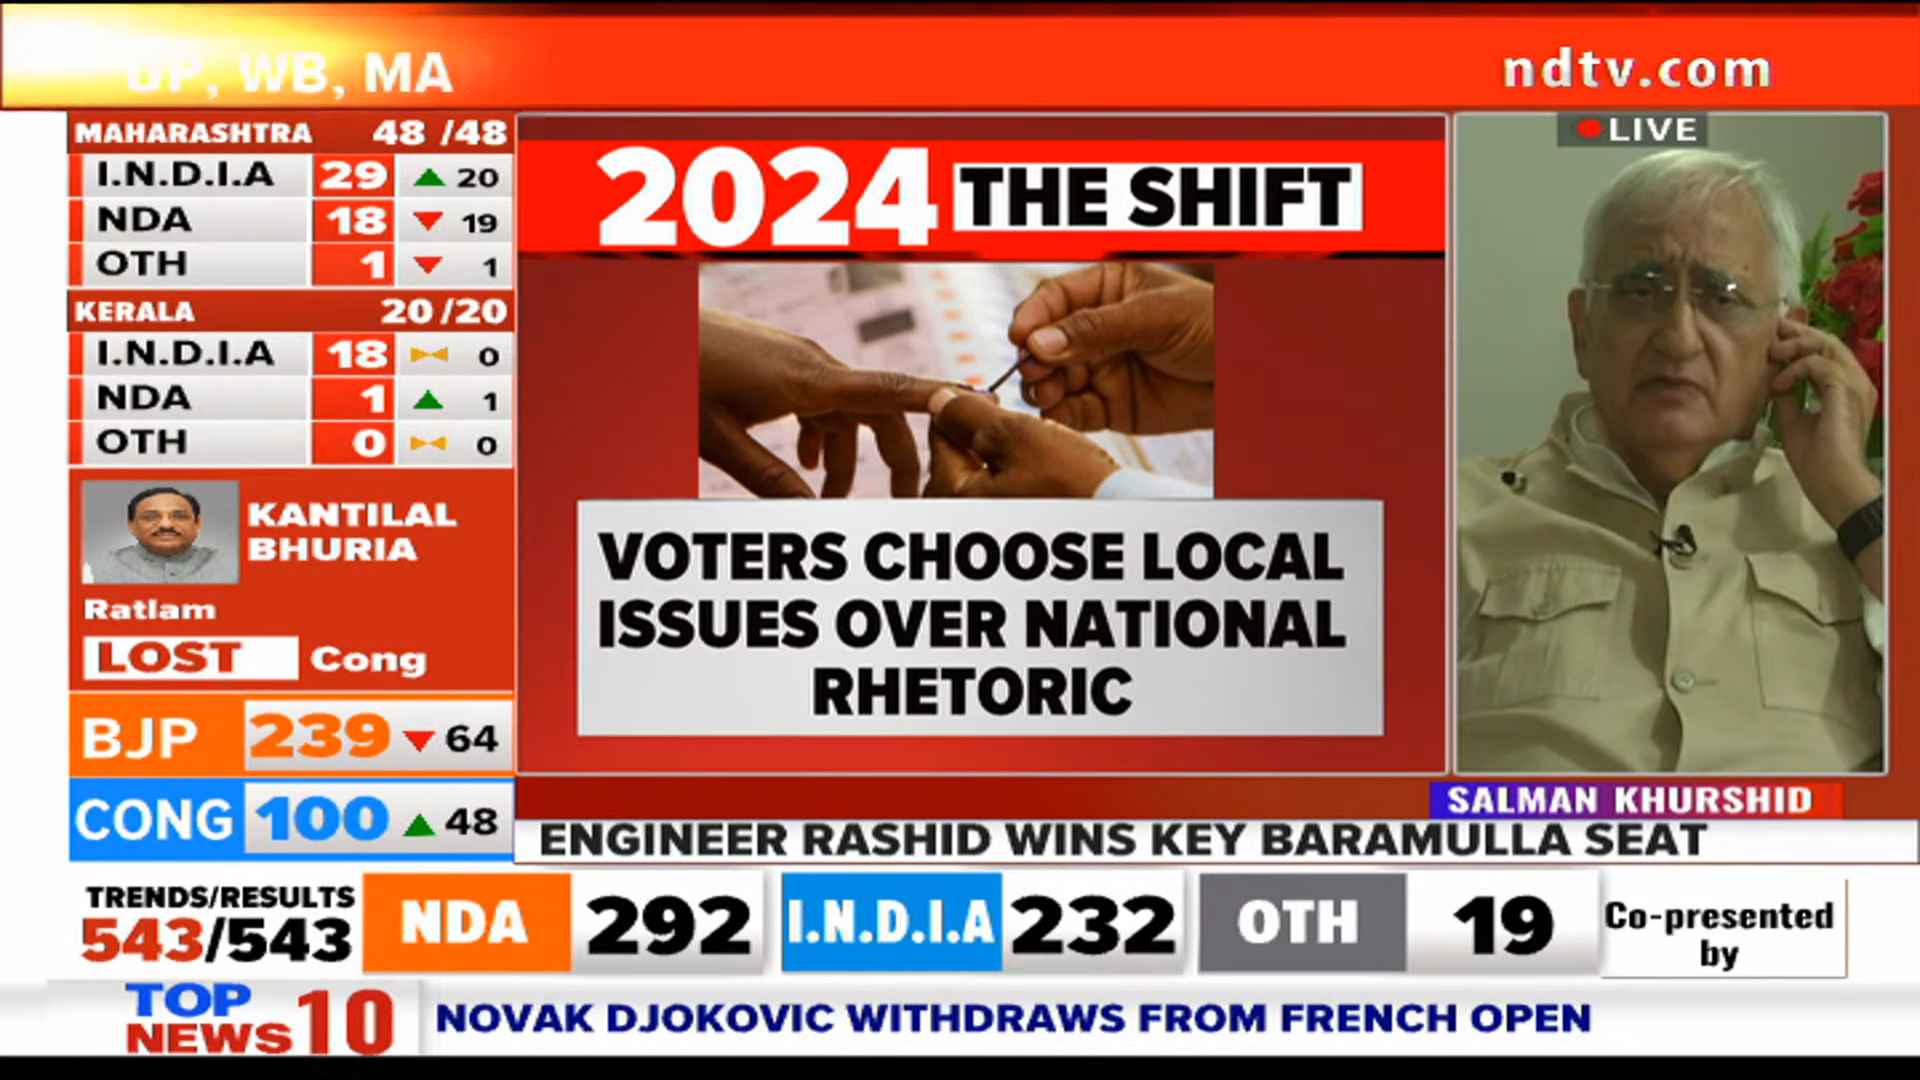 UP, WB, MA
ndtv.com
MAHARASHTRA 48 /48
I.N.D.I.A 29 20
NDA 18 19
OTH 1 1
KERALA 20 /20
I.N.D.I.A 18 0
NDA 1 1
OTH 0 0
KANTILAL
BHURIA
Ratlam
LOST Cong
BJP 239 64
CONG 100 48
2024 THE SHIFT
VOTERS CHOOSE LOCAL
ISSUES OVER NATIONAL
RHETORIC
LIVE
SALMAN KHURSHID
ENGINEER RASHID WINS KEY BARAMULLA SEAT
TRENDS/RESULTS
543/543
NDA 292
I.N.D.I.A 232
OTH 19
Co-presented
by
TOP
NEWS 10
NOVAK DJOKOVIC WITHDRAWS FROM FRENCH OPEN